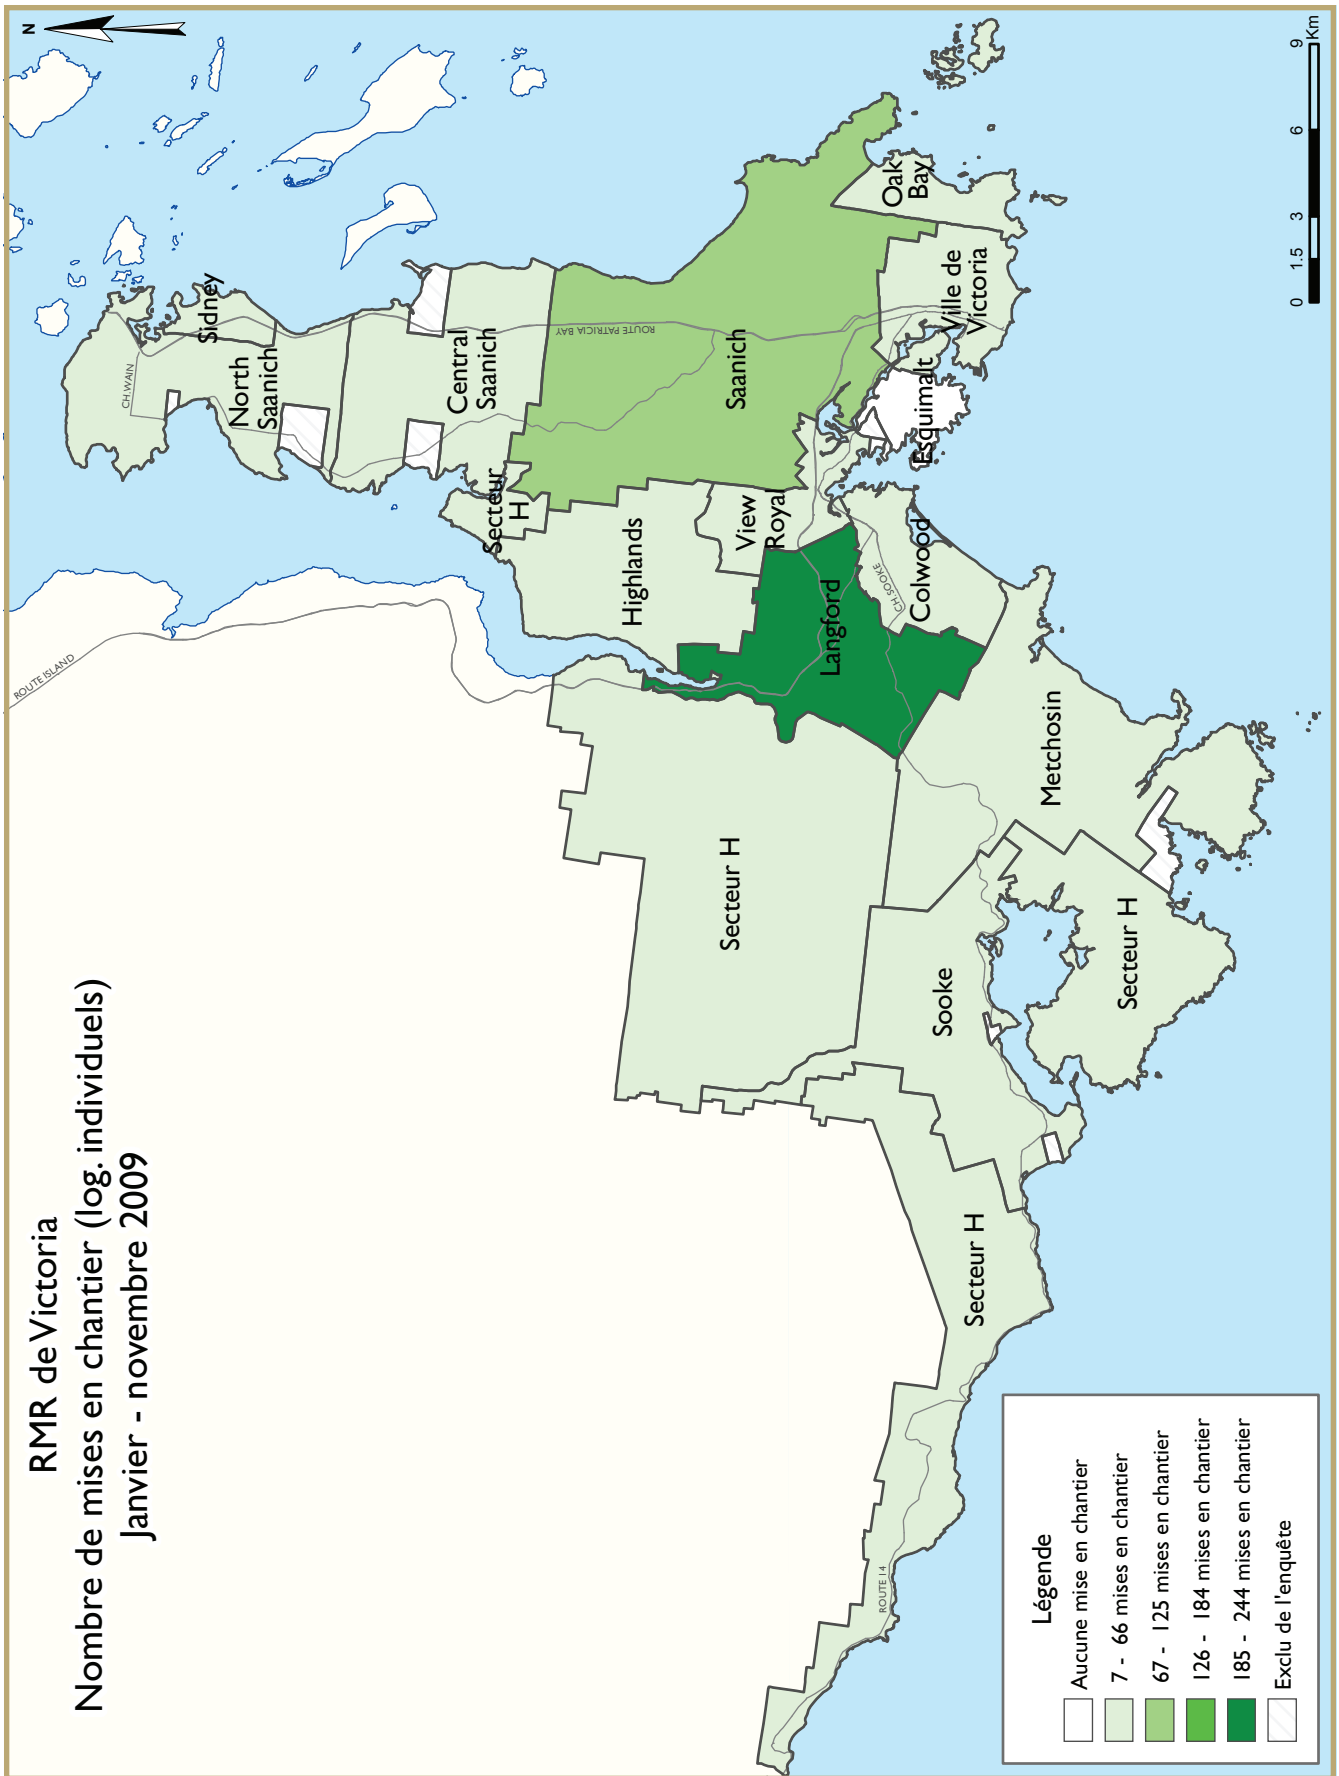 RMR de Victoria
Nombre de mises en chantier (log. individuels)
Janvier - novembre 2009
N
ROUTE ISLAND
CH.WAIN
Sidney
North
Saanich
Central
Saanich
ROUTE PATRICIA BAY
Saanich
Secteur
H
Highlands
View
Royal
Oak
Bay
Ville de
Victoria
Esquimalt
Langford
CH.SOOKE
Colwood
Metchosin
Secteur H
Sooke
Secteur H
Secteur H
ROUTE 14
Légende
Aucune mise en chantier
7 - 66 mises en chantier
67 - 125 mises en chantier
126 - 184 mises en chantier
185 - 244 mises en chantier
Exclu de l'enquête
0 1.5 3 6 9
Km